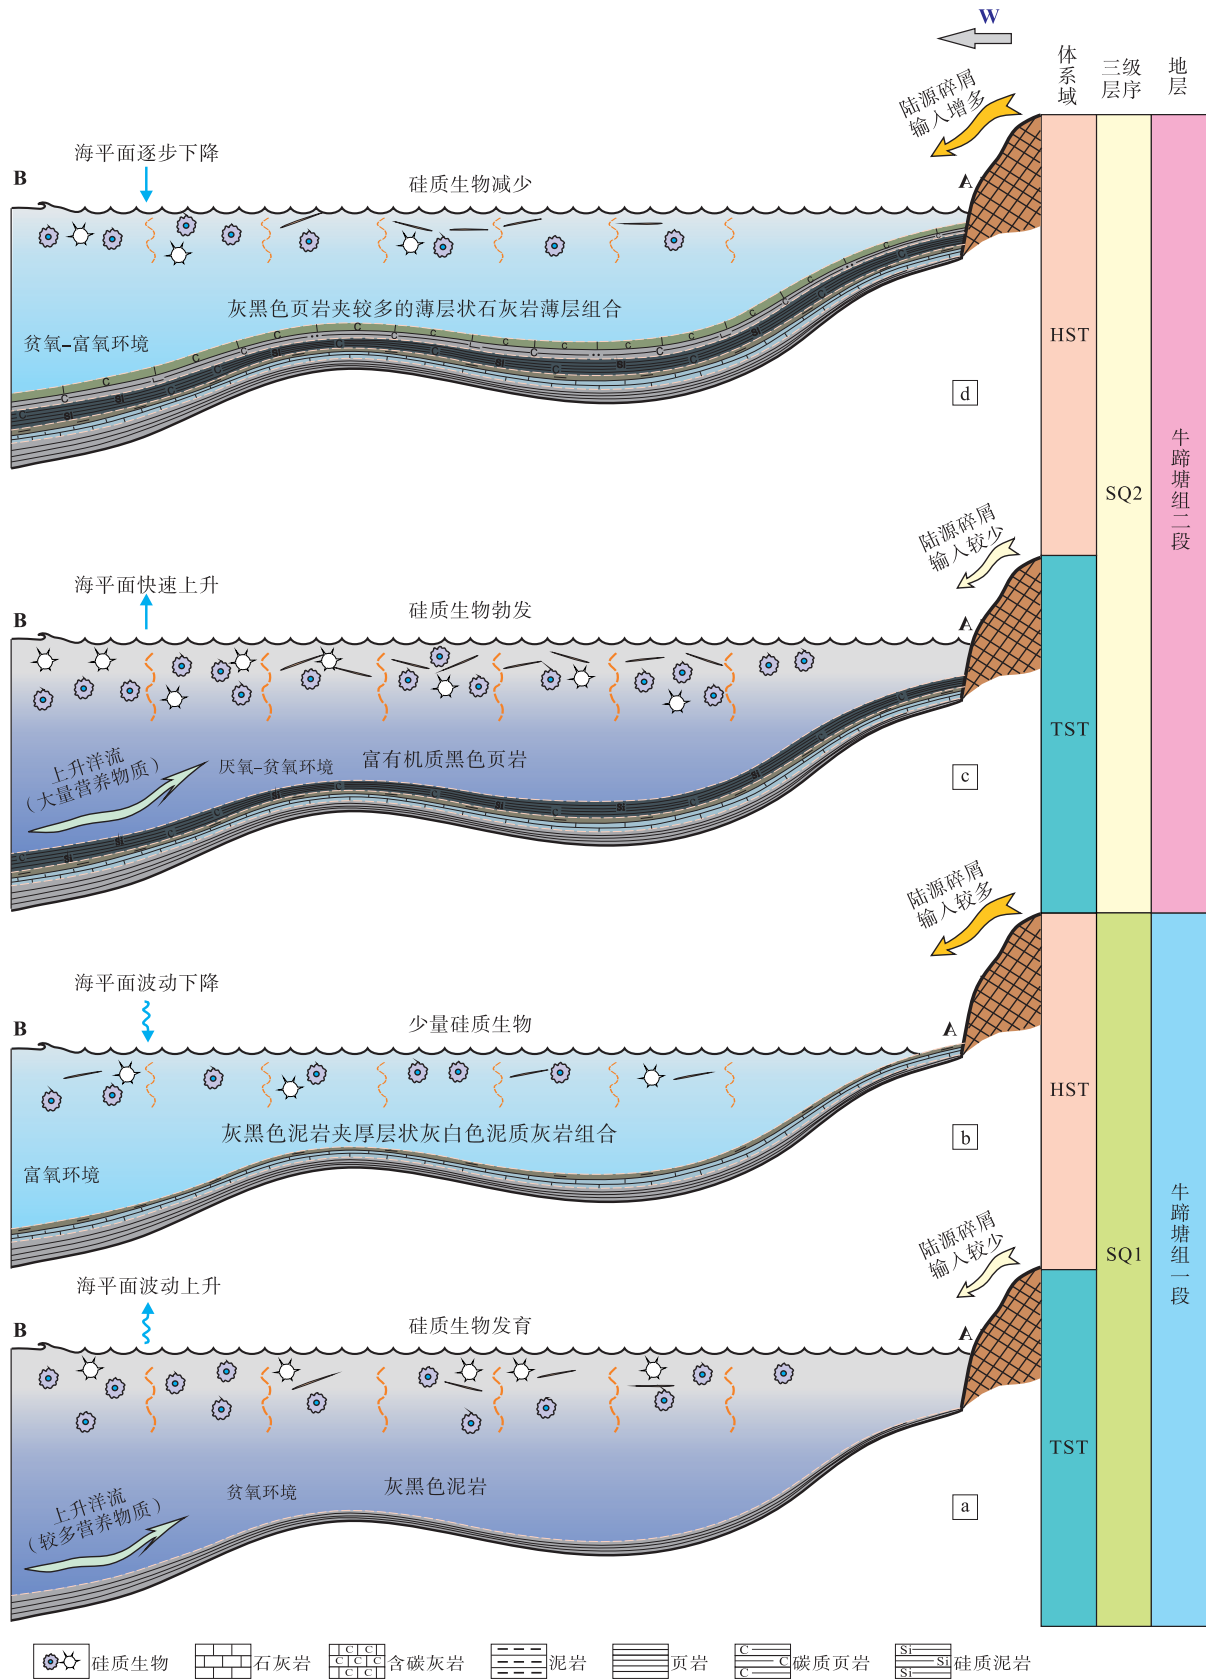 W
体系域
三级层序
地层
陆源碎屑
输入增多
海平面逐步下降
B
硅质生物减少
A
灰黑色页岩夹较多的薄层状石灰岩薄层组合
贫氧–富氧环境
HST
d
牛蹄塘组二段
SQ2
陆源碎屑
输入较少
海平面快速上升
B
硅质生物勃发
A
TST
上升洋流
（大量营养物质）
厌氧–贫氧环境
富有机质黑色页岩
c
陆源碎屑
输入较多
海平面波动下降
B
少量硅质生物
A
HST
灰黑色泥岩夹厚层状灰白色泥质灰岩组合
b
富氧环境
牛蹄塘组一段
陆源碎屑
输入较少
SQ1
海平面波动上升
B
硅质生物发育
A
TST
上升洋流
（较多营养物质）
贫氧环境
灰黑色泥岩
a
硅质生物
石灰岩
C C C C C
含碳灰岩
泥岩
页岩
C C C
碳质页岩
Si Si Si
硅质泥岩